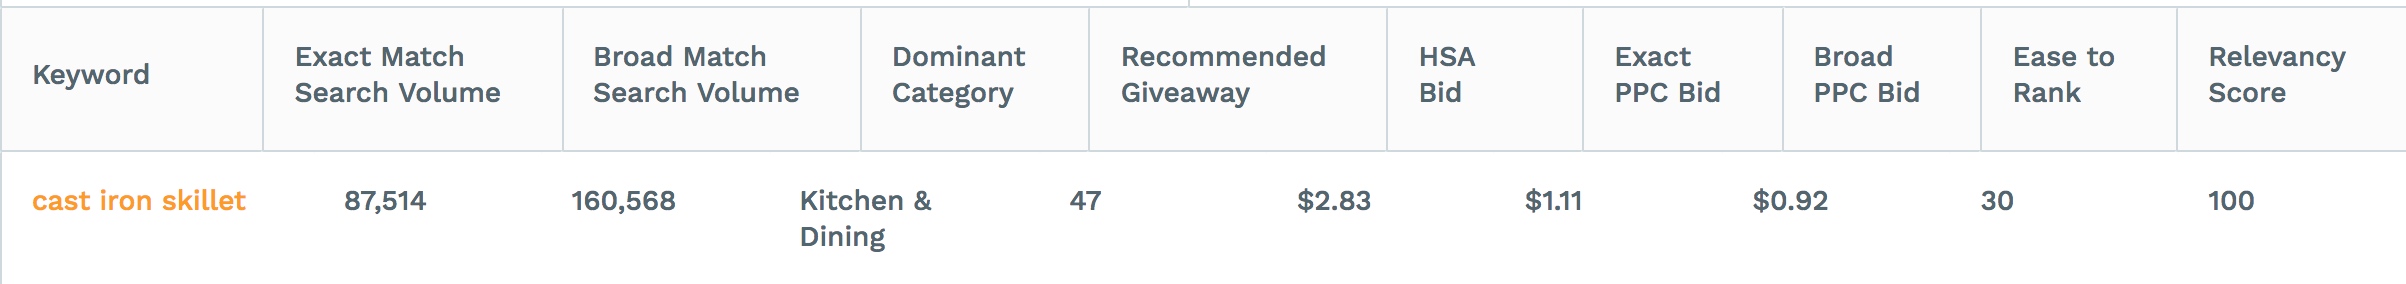 Keyword
Exact Match
Search Volume
Broad Match
Search Volume
Dominant
Category
Recommended
Giveaway
HSA
Bid
Exact
PPC Bid
Broad
PPC Bid
Ease to
Rank
Relevancy
Score
cast iron skillet
87,514
160,568
Kitchen &
Dining
47
$2.83
$1.11
$0.92
30
100